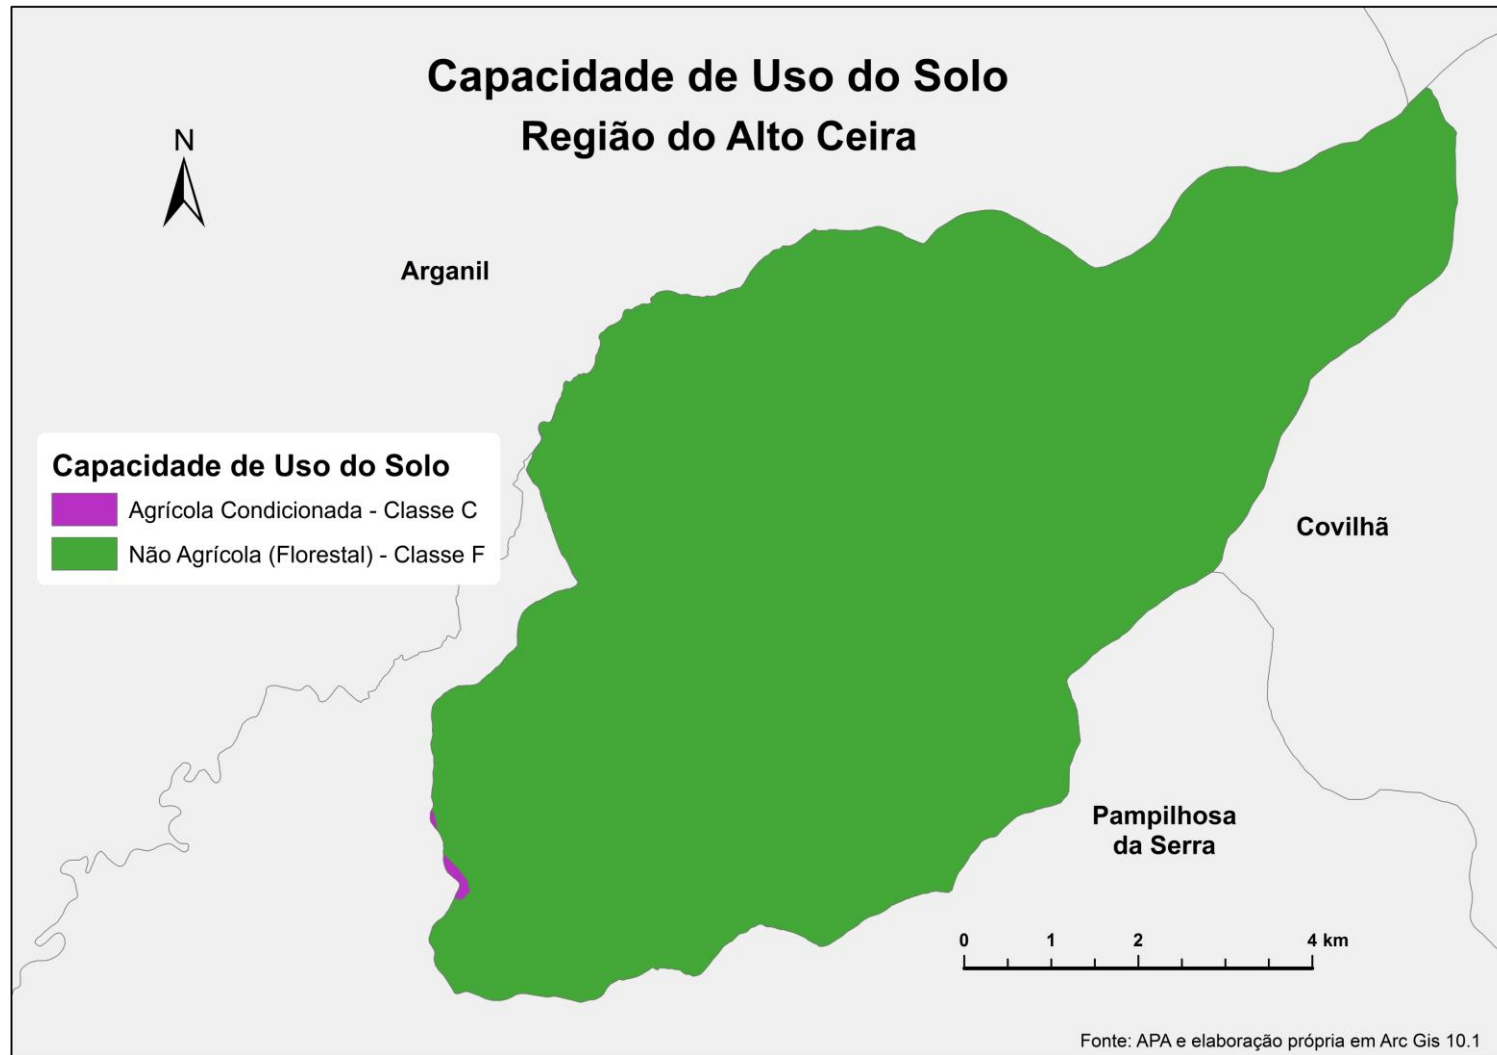 Capacidade de Uso do Solo
Região do Alto Ceira
N
Arganil
Capacidade de Uso do Solo
Agrícola Condicionada - Classe C
Não Agrícola (Florestal) - Classe F
Covilhã
Pampilhosa
da Serra
0 1 2 4 km
Fonte: APA e elaboração própria em Arc Gis 10.1